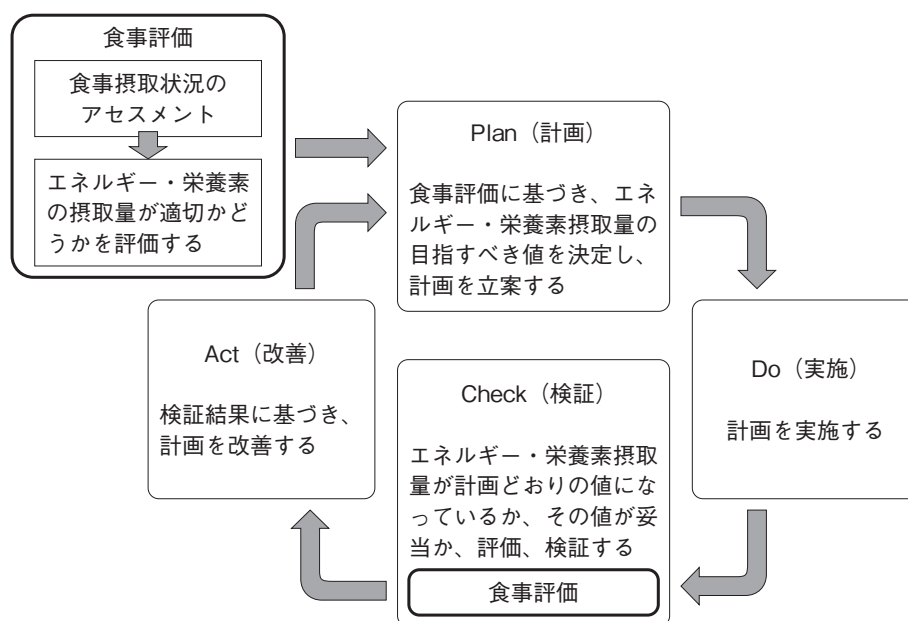 食事評価
食事摂取状況の
アセスメント
エネルギー・栄養素
の摂取量が適切かど
うかを評価する
Plan（計画）
食事評価に基づき、エネ
ルギー・栄養素摂取量の
目指すべき値を決定し、
計画を立案する
Act（改善）
検証結果に基づき、
計画を改善する
Check（検証）
エネルギー・栄養素摂取
量が計画どおりの値にな
っているか、その値が妥
当か、評価、検証する
食事評価
Do（実施）
計画を実施する